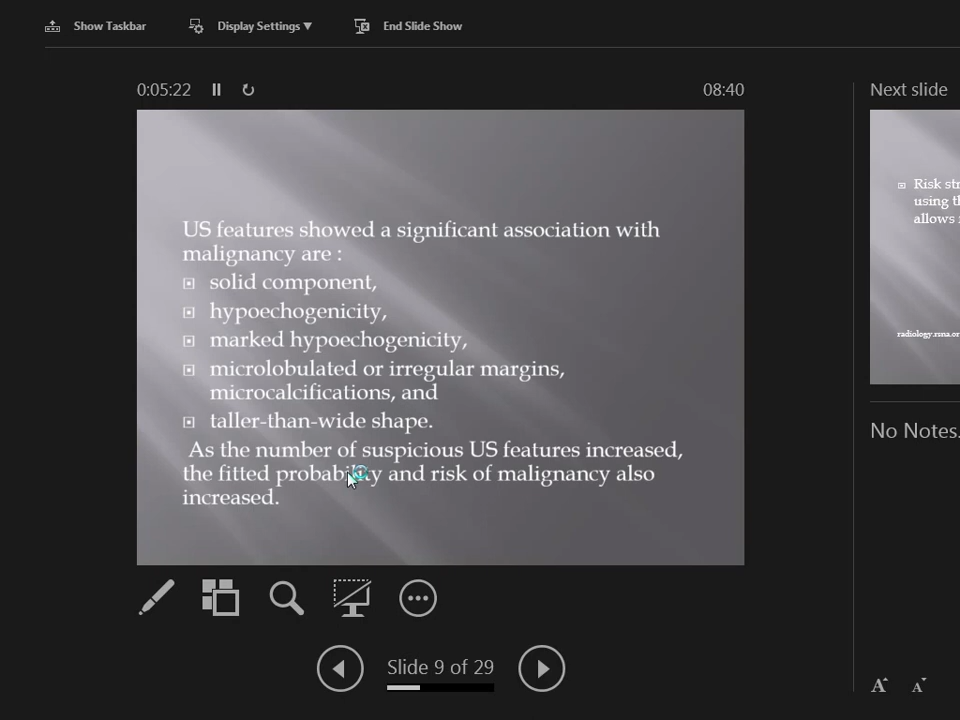 Show Taskbar
Display Settings ▼
End Slide Show
0:05:22
08:40
Next slide
US features showed a significant association with
malignancy are :
solid component,
hypoechogenicity,
marked hypoechogenicity,
microlobulated or irregular margins,
microcalcifications, and
taller-than-wide shape.
As the number of suspicious US features increased,
the fitted probability and risk of malignancy also
increased.
Risk
using
allows
No Notes.
Slide 9 of 29
A A